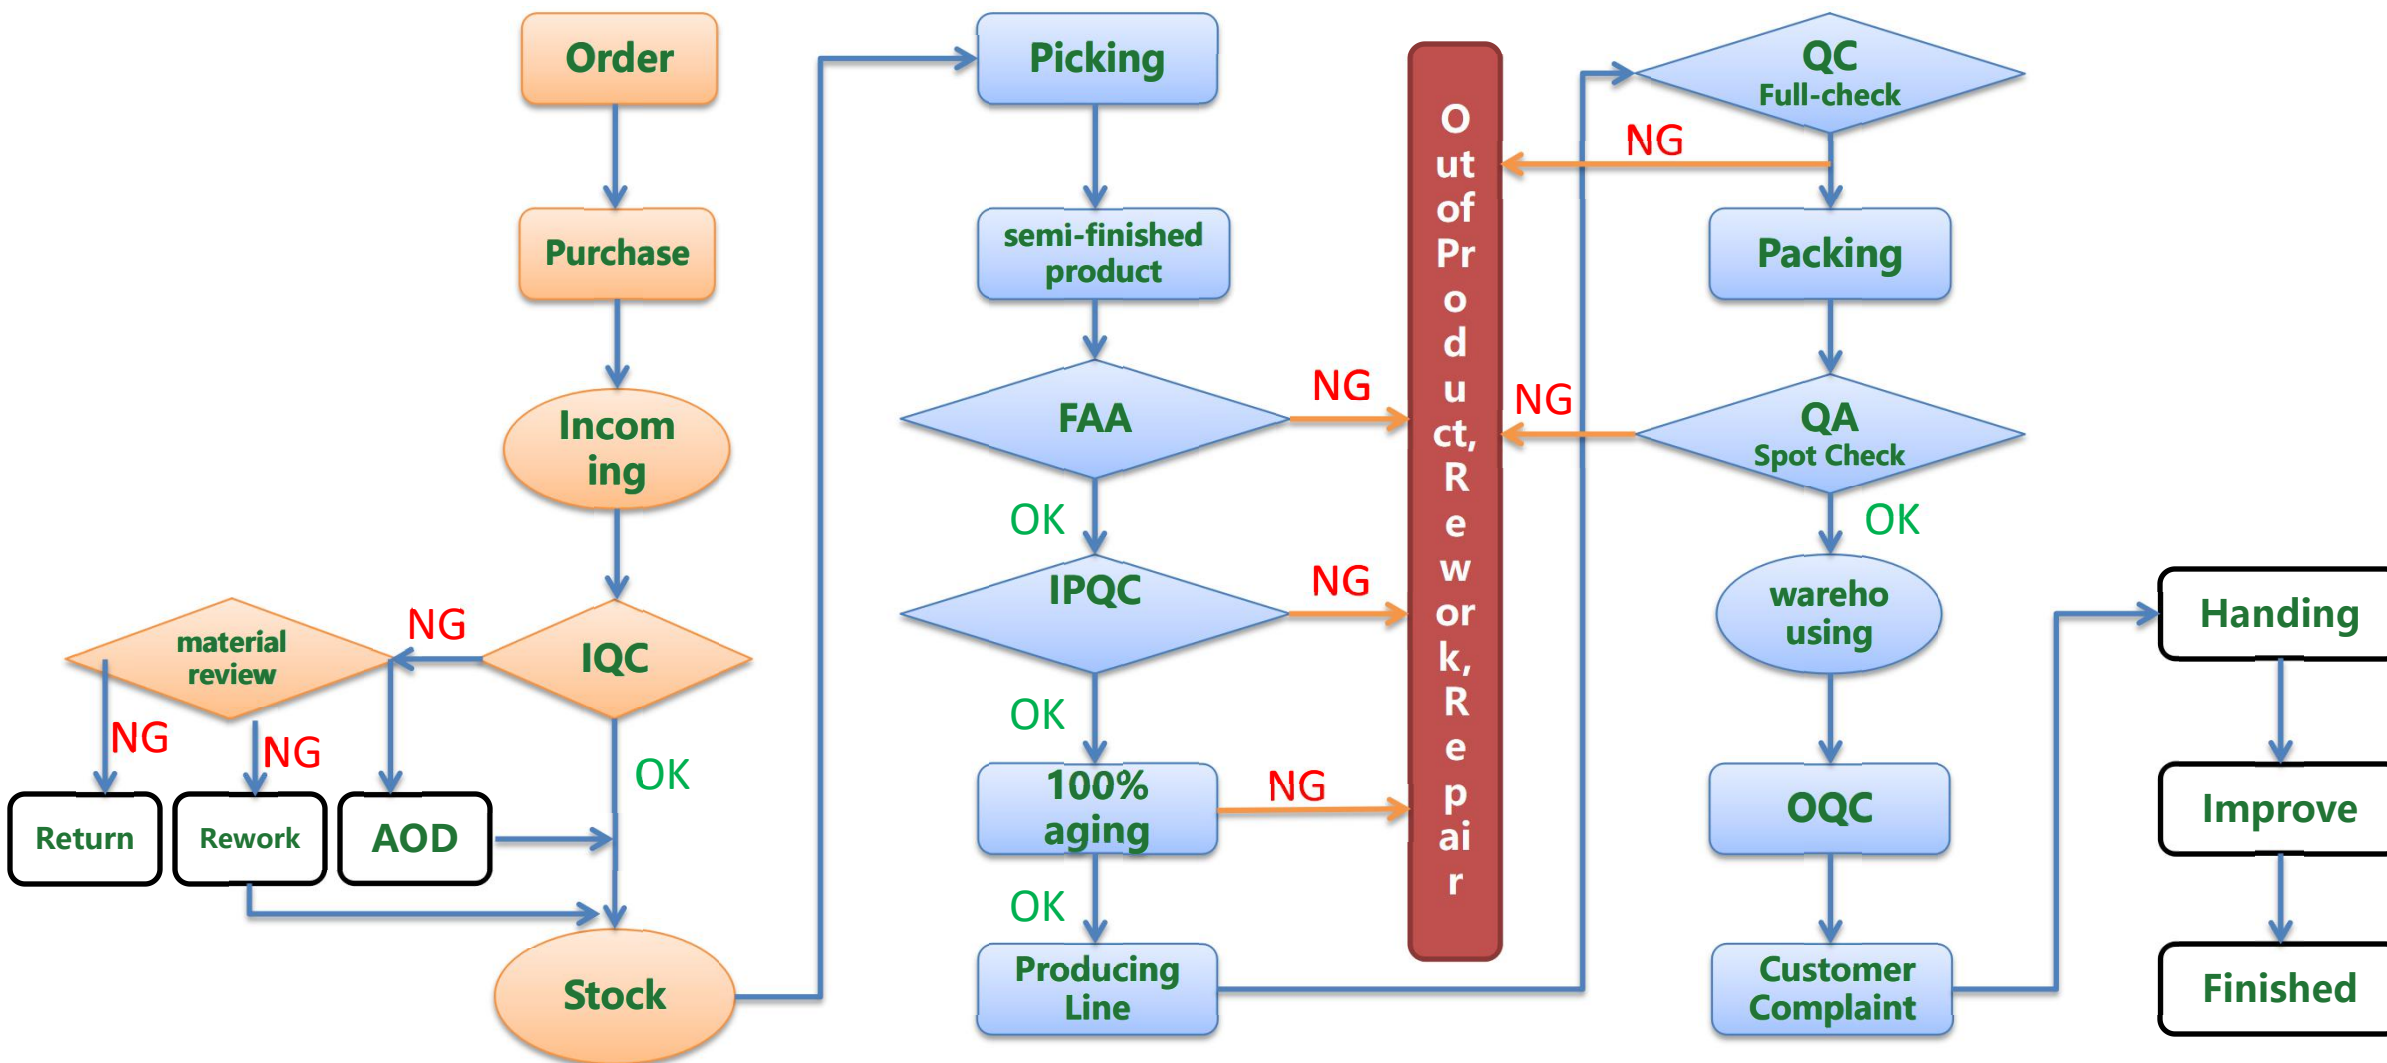 Order
Purchase
Incom
ing
IQC
NG
material
review
NG
NG
OK
Return
Rework
AOD
Stock
Picking
semi-finished
product
FAA
NG
OK
IPQC
NG
OK
100%
aging
NG
OK
Producing
Line
O
ut
of
Pr
o
d
u
ct,
R
e
w
or
k,
R
e
p
ai
r
QC
Full-check
NG
Packing
QA
Spot Check
NG
OK
wareho
using
OQC
Customer
Complaint
Handing
Improve
Finished